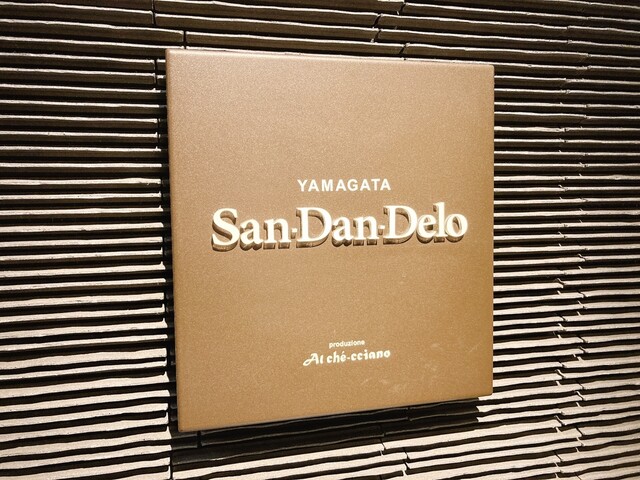 YAMAGATA
San·Dan·Delo
produzione
Al ché-cciano